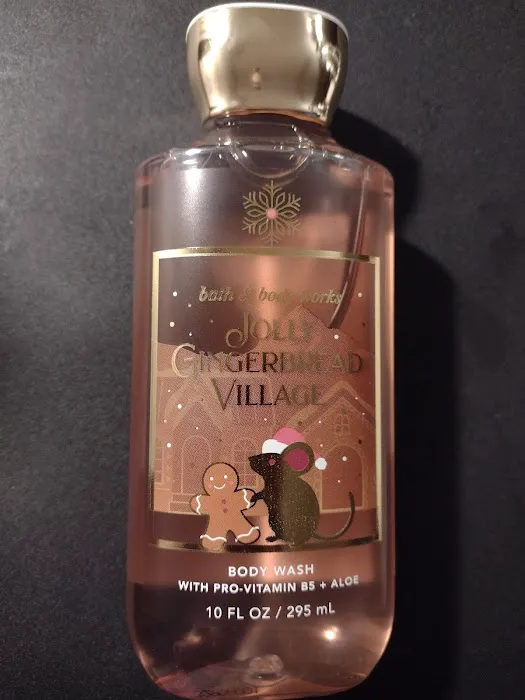 bath & body works
JOLLY
GINGERBREAD
VILLAGE
BODY WASH
WITH PRO-VITAMIN B5 + ALOE
10 FL OZ / 295 mL